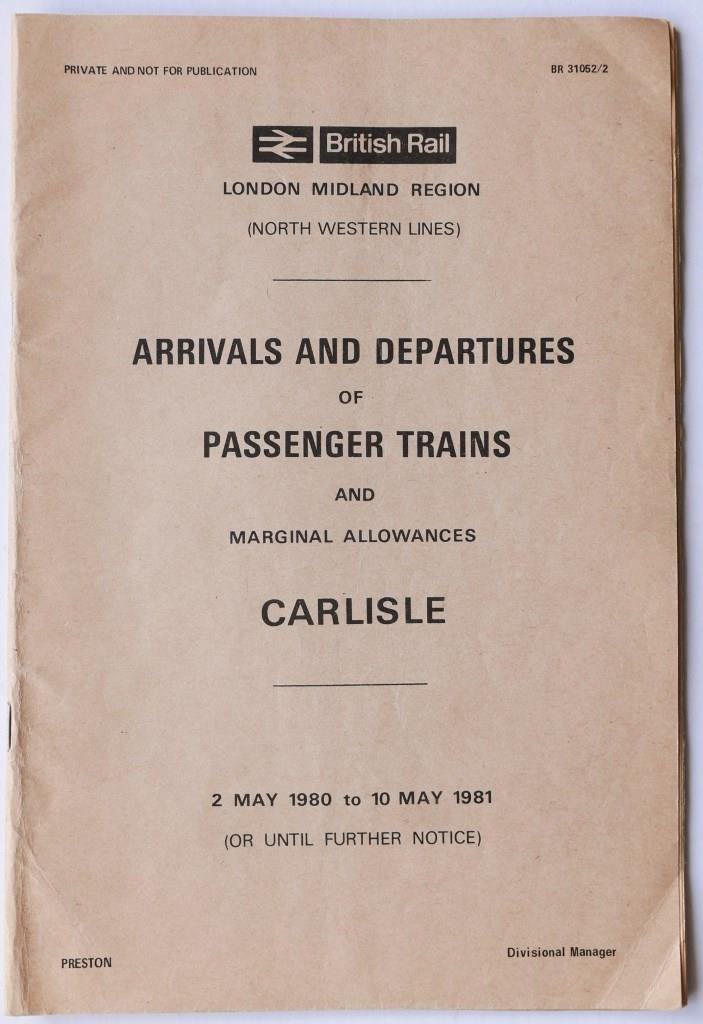 PRIVATE AND NOT FOR PUBLICATION
BR 31052/2
British Rail
LONDON MIDLAND REGION
(NORTH WESTERN LINES)
ARRIVALS AND DEPARTURES
OF
PASSENGER TRAINS
AND
MARGINAL ALLOWANCES
CARLISLE
2 MAY 1980 to 10 MAY 1981
(OR UNTIL FURTHER NOTICE)
PRESTON
Divisional Manager